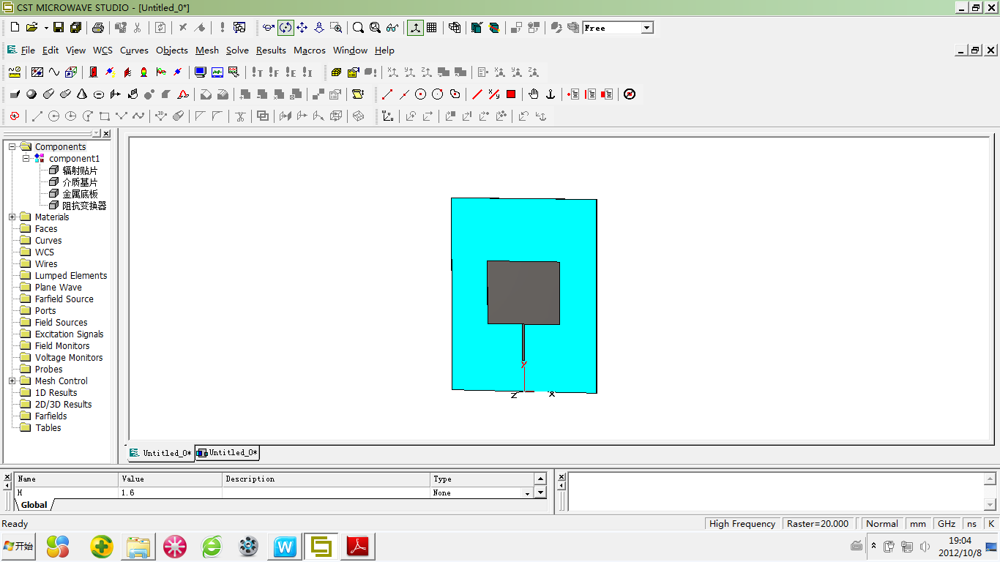 CST MICROWAVE STUDIO - [Untitled_0*]
Free
File Edit View WCS Curves Objects Mesh Solve Results Macros Window Help
Components
component1
辐射贴片
介质基片
金属底板
阻抗变换器
Materials
Faces
Curves
WCS
Wires
Lumped Elements
Plane Wave
Farfield Source
Ports
Field Sources
Excitation Signals
Field Monitors
Voltage Monitors
Probes
Mesh Control
1D Results
2D/3D Results
Farfields
Tables
y
z x
Untitled_0* Untitled_0*
Name Value Description Type
H 1.6 None
Global
Ready High Frequency Raster=20.000 Normal mm GHz ns K
开始
19:04
2012/10/8